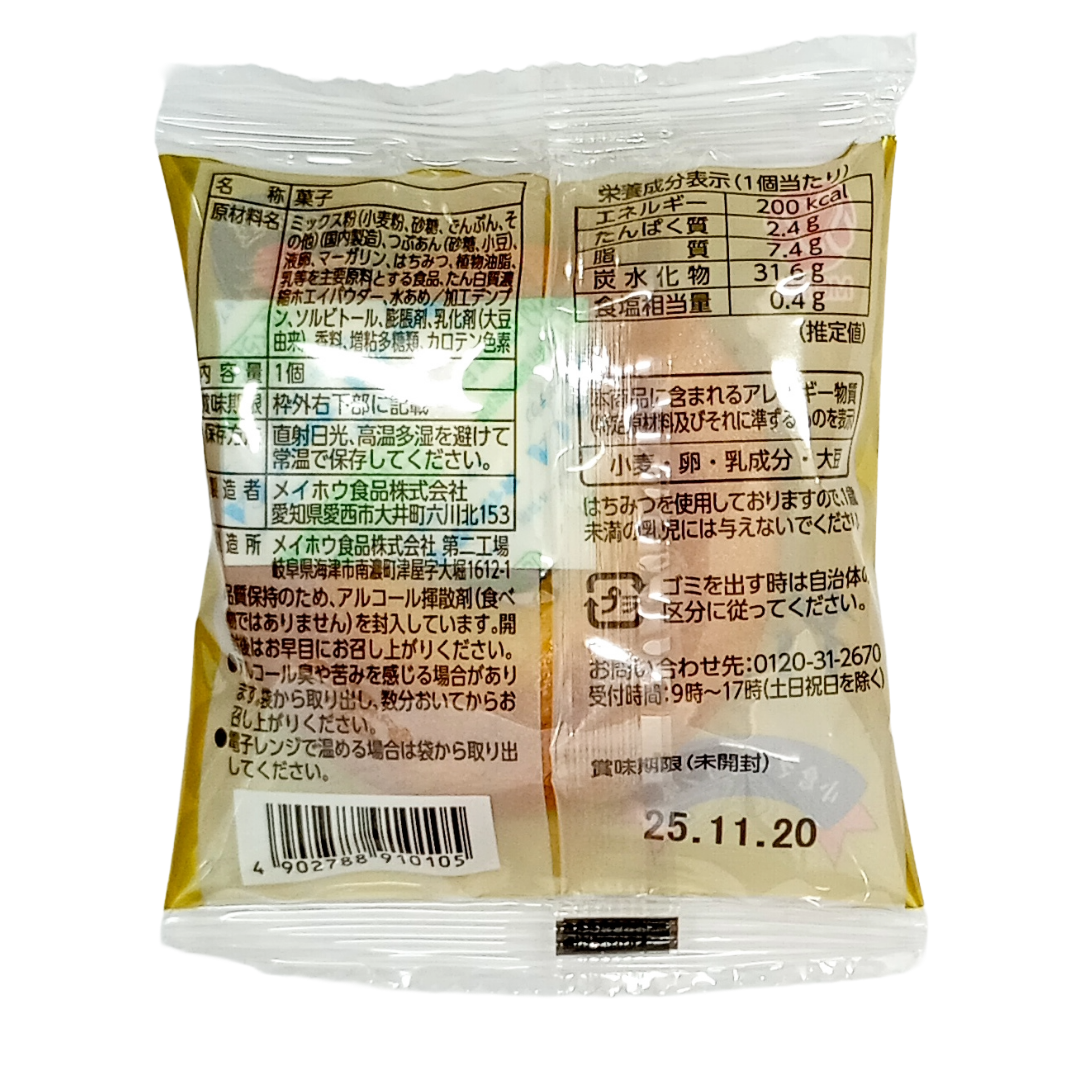 名称 菓子
原材料名 ミックス粉(小麦粉、砂糖、でんぷん、そ
の他)(国内製造)、つぶあん(砂糖、小豆)、
液卵、マーガリン、はちみつ、植物油脂、
乳等を主要原料とする食品、たん白質濃
縮ホエイパウダー、水あめ/加工デンプ
ン、ソルビトール、膨脹剤、乳化剤(大豆
由来)、香料、増粘多糖類、カロテン色素
内容量 1個
賞味期限 枠外右下部に記載
保存方法 直射日光、高温多湿を避けて
常温で保存してください。
製造者 メイホウ食品株式会社
愛知県愛西市大井町六川北153
製造所 メイホウ食品株式会社 第二工場
岐阜県海津市南濃町津屋字大堀1612-1
品質保持のため、アルコール揮散剤(食べ
物ではありません)を封入しています。開
封後はお早目にお召し上がりください。
●アルコール臭や苦みを感じる場合があり
ます。袋から取り出し、数分おいてからお
召し上がりください。
●電子レンジで温める場合は袋から取り出
してください。
4 902788 910105
栄養成分表示(1個当たり)
エネルギー 200 kcal
たんぱく質 2.4g
脂質 7.4g
炭水化物 31.6g
食塩相当量 0.4g
(推定値)
本商品に含まれるアレルギー物質
(特定原材料及びそれに準ずるものを表示)
小麦・卵・乳成分・大豆
はちみつを使用しておりますので、1歳
未満の乳児には与えないでください。
プラ
ゴミを出す時は自治体の
区分に従ってください。
お問い合わせ先:0120-31-2670
受付時間:9時～17時(土日祝日を除く)
賞味期限(未開封)
25.11.20